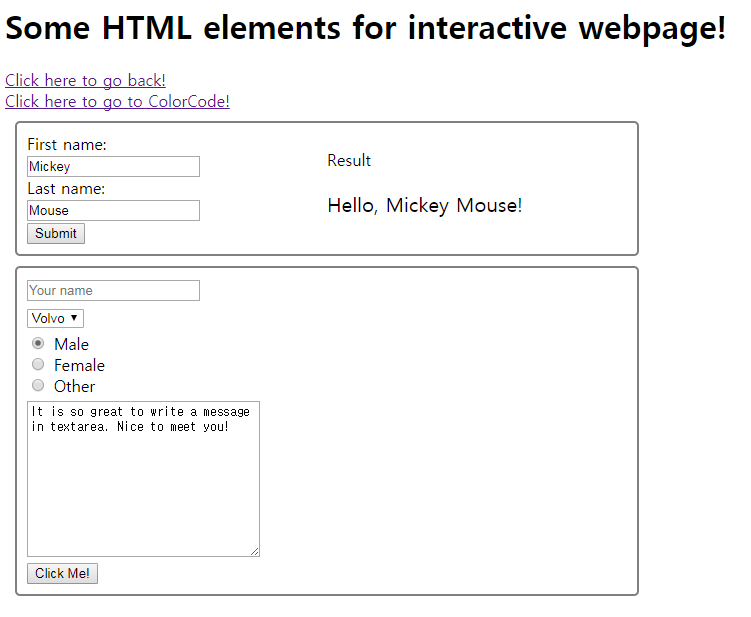 Some HTML elements for interactive webpage!
Click here to go back!
Click here to go to ColorCode!
First name:
Mickey
Last name:
Mouse
Submit
Result
Hello, Mickey Mouse!
Your name
Volvo
Male
Female
Other
It is so great to write a message
in textarea. Nice to meet you!
Click Me!